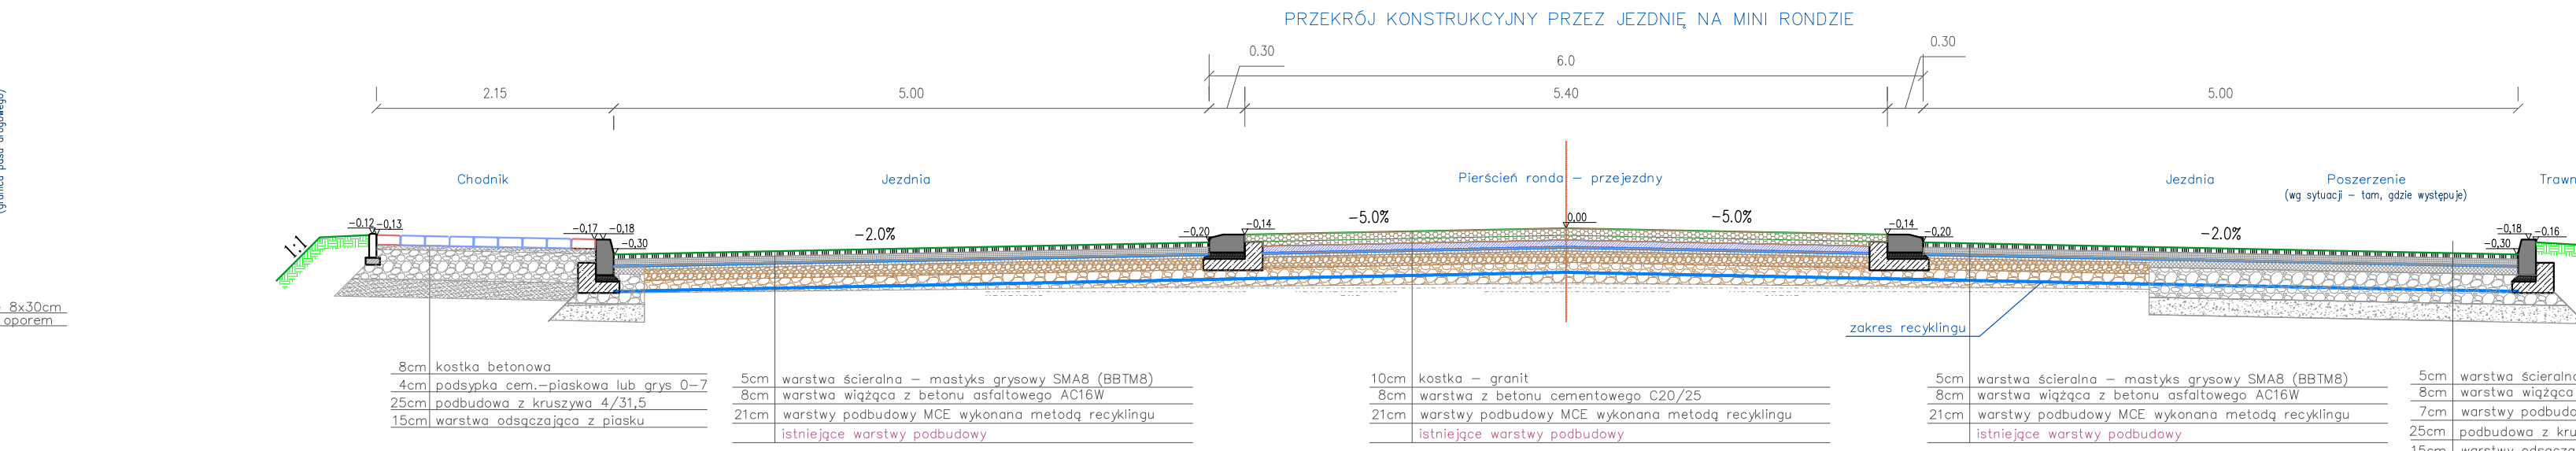 PRZEKRÓJ KONSTRUKCYJNY PRZEZ JEZDNIĘ NA MINI RONDZIE
0.30
6.0
0.30
2.15
5.00
5.40
5.00
Chodnik
Jezdnia
Pierścień ronda – przejezdny
Jezdnia
Poszerzenie
(wg sytuacji – tam, gdzie występuje)
Trawn
(granica pasa drogowego)
1:1
-0,12
-0,13
-0,17
-0,18
-0,30
-2.0%
-0,20
-0,14
-5.0%
0,00
-5.0%
-0,14
-0,20
-2.0%
-0,18
-0,16
-0,30
8x30cm
oporem
zakres recyklingu
8cm kostka betonowa
4cm podsypka cem.–piaskowa lub grys 0–7
25cm podbudowa z kruszywa 4/31,5
15cm warstwa odsączająca z piasku
5cm warstwa ścieralna – mastyks grysowy SMA8 (BBTM8)
8cm warstwa wiążąca z betonu asfaltowego AC16W
21cm warstwy podbudowy MCE wykonana metodą recyklingu
istniejące warstwy podbudowy
10cm kostka – granit
8cm warstwa z betonu cementowego C20/25
21cm warstwy podbudowy MCE wykonana metodą recyklingu
istniejące warstwy podbudowy
5cm warstwa ścieralna – mastyks grysowy SMA8 (BBTM8)
8cm warstwa wiążąca z betonu asfaltowego AC16W
21cm warstwy podbudowy MCE wykonana metodą recyklingu
istniejące warstwy podbudowy
5cm warstwa ścieralna
8cm warstwa wiążąca
7cm warstwy podbudo
25cm podbudowa z kru